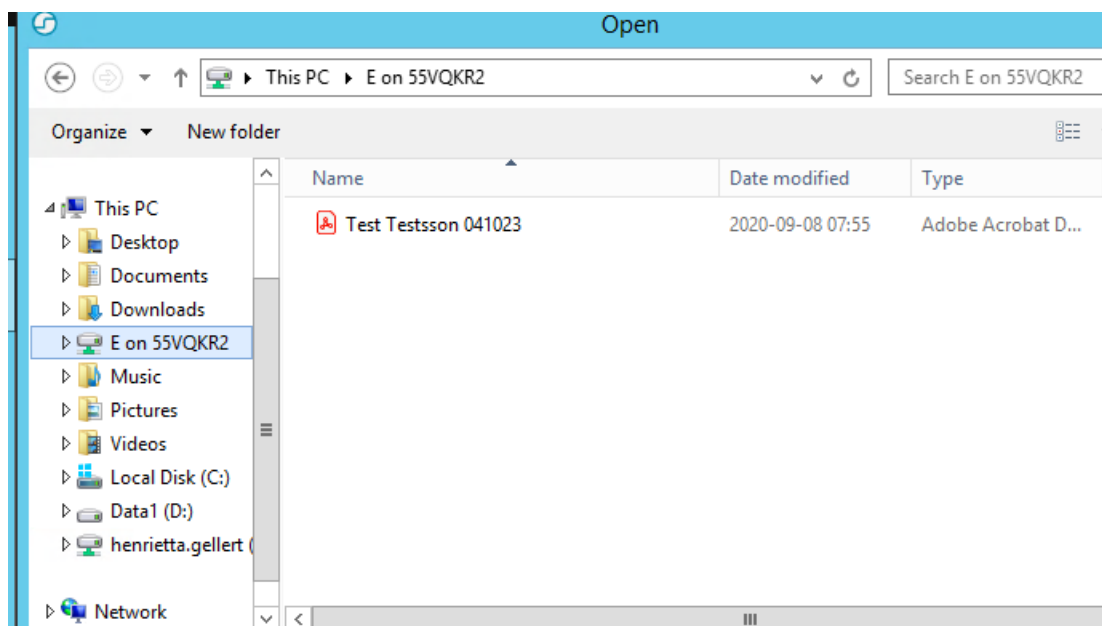 Open
This PC E on 55VQKR2
Search E on 55VQKR2
Organize New folder
Name Date modified Type
This PC
Desktop
Documents
Downloads
E on 55VQKR2
Music
Pictures
Videos
Local Disk (C:)
Data1 (D:)
henrietta.gellert (
Network
Test Testsson 041023 2020-09-08 07:55 Adobe Acrobat D...